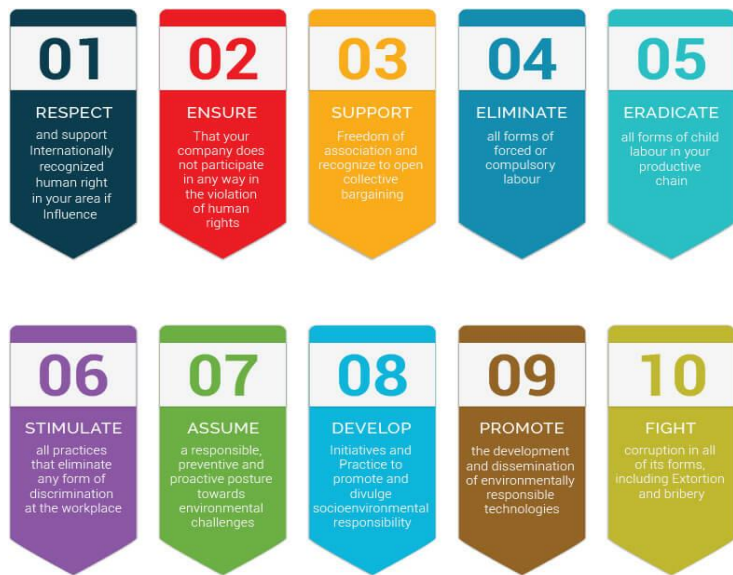 01
RESPECT
and support
Internationally
recognized
human right
in your area if
Influence
02
ENSURE
That your
company does
not participate
in any way in
the violation
of human
rights
03
SUPPORT
Freedom of
association and
recognize to open
collective
bargaining
04
ELIMINATE
all forms of
forced or
compulsory
labour
05
ERADICATE
all forms of child
labour in your
productive
chain
06
STIMULATE
all practices
that eliminate
any form of
discrimination
at the workplace
07
ASSUME
a responsible,
preventive and
proactive posture
towards
environmental
challenges
08
DEVELOP
Initiatives and
Practice to
promote and
divulge
socioenvironmental
responsibility
09
PROMOTE
the development
and dissemination
of environmentally
responsible
technologies
10
FIGHT
corruption in all
of its forms,
including Extortion
and bribery